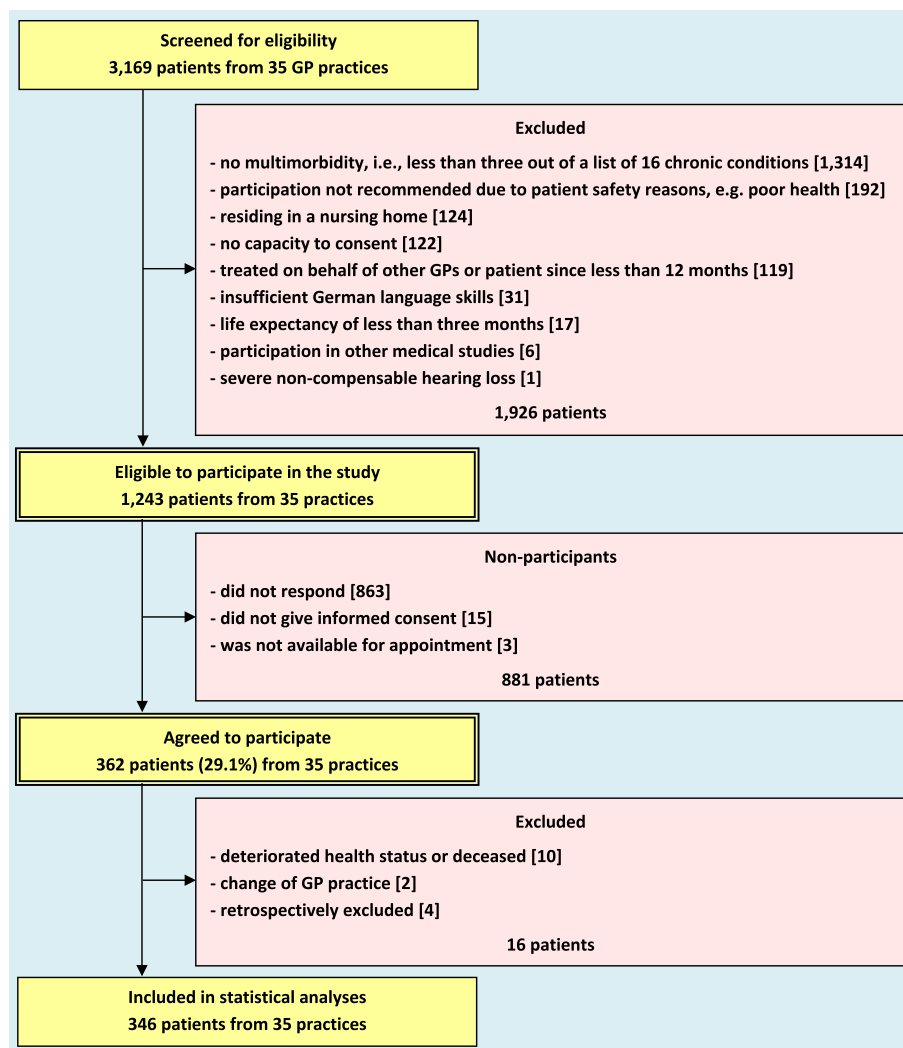 Screened for eligibility
3,169 patients from 35 GP practices
Excluded
- no multimorbidity, i.e., less than three out of a list of 16 chronic conditions [1,314]
- participation not recommended due to patient safety reasons, e.g. poor health [192]
- residing in a nursing home [124]
- no capacity to consent [122]
- treated on behalf of other GPs or patient since less than 12 months [119]
- insufficient German language skills [31]
- life expectancy of less than three months [17]
- participation in other medical studies [6]
- severe non-compensable hearing loss [1]
1,926 patients
Eligible to participate in the study
1,243 patients from 35 practices
Non-participants
- did not respond [863]
- did not give informed consent [15]
- was not available for appointment [3]
881 patients
Agreed to participate
362 patients (29.1%) from 35 practices
Excluded
- deteriorated health status or deceased [10]
- change of GP practice [2]
- retrospectively excluded [4]
16 patients
Included in statistical analyses
346 patients from 35 practices